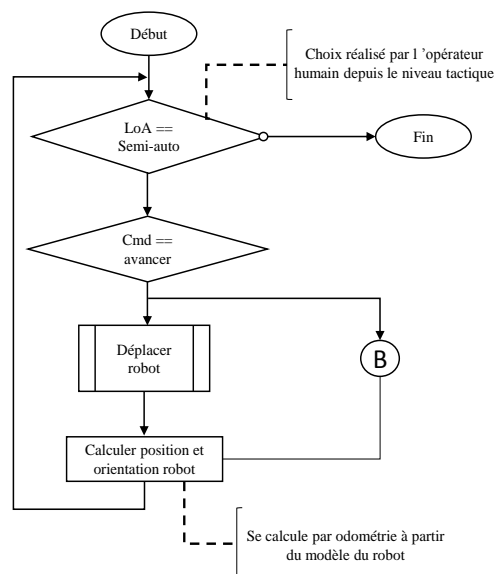 Début
Choix réalisé par l ’opérateur
humain depuis le niveau tactique
LoA ==
Semi-auto
Fin
Cmd ==
avancer
Déplacer
robot
B
Calculer position et
orientation robot
Se calcule par odométrie à partir
du modèle du robot